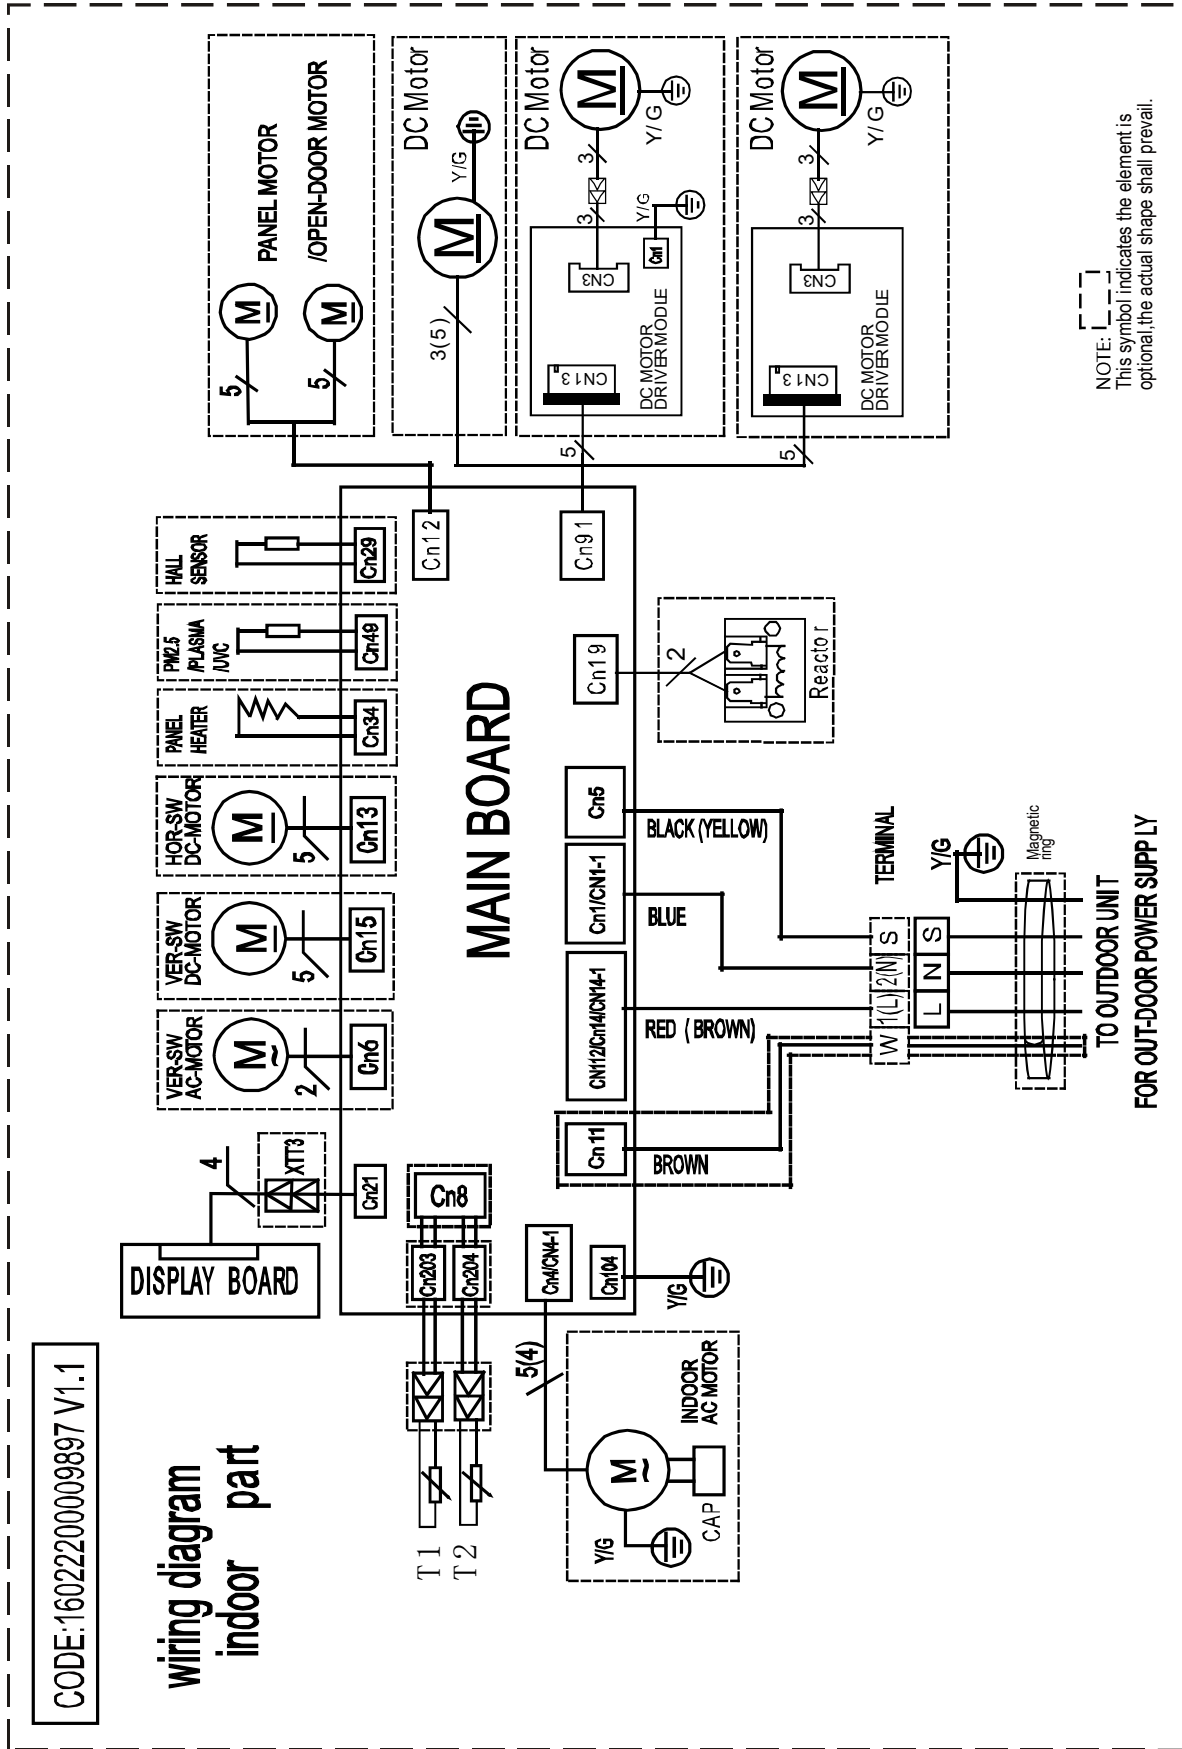 CODE:16022200009897 V1.1
wiring diagram
indoor part
DISPLAY BOARD
4
XTT3
Cn21
VER-SW
AC-MOTOR
M
~
2
Cn6
VER-SW
DC-MOTOR
M
5
Cn15
HOR-SW
DC-MOTOR
M
5
Cn13
PANEL
HEATER
Cn34
PM2.5
/PLASMA
/UVC
Cn49
HALL
SENSOR
Cn29
PANEL MOTOR
/OPEN-DOOR MOTOR
M
M
5
5
Cn12
DC Motor
Y/G
M
3(5)
DC Motor
M
Y/G
3
3
Y/G
Cn1
CN3
CN13
DC MOTOR
DRIVER MODLE
5
DC Motor
M
Y/G
3
3
CN3
CN13
DC MOTOR
DRIVER MODLE
5
Cn91
MAIN BOARD
Cn8
Cn203
Cn204
T1
T2
Cn4/CN4-1
5(4)
Cn104
Y/G
INDOOR
AC MOTOR
M
~
Y/G
CAP
Cn11
BROWN
CN112/Cn14/CN14-1
RED (BROWN)
Cn1/CN1-1
BLUE
Cn5
BLACK (YELLOW)
Cn19
2
Reactor
TERMINAL
W 1(L) 2(N) S
L N S
Y/G
Magnetic
ring
TO OUTDOOR UNIT
FOR OUT-DOOR POWER SUPPLY
NOTE:
This symbol indicates the element is
optional,the actual shape shall prevail.